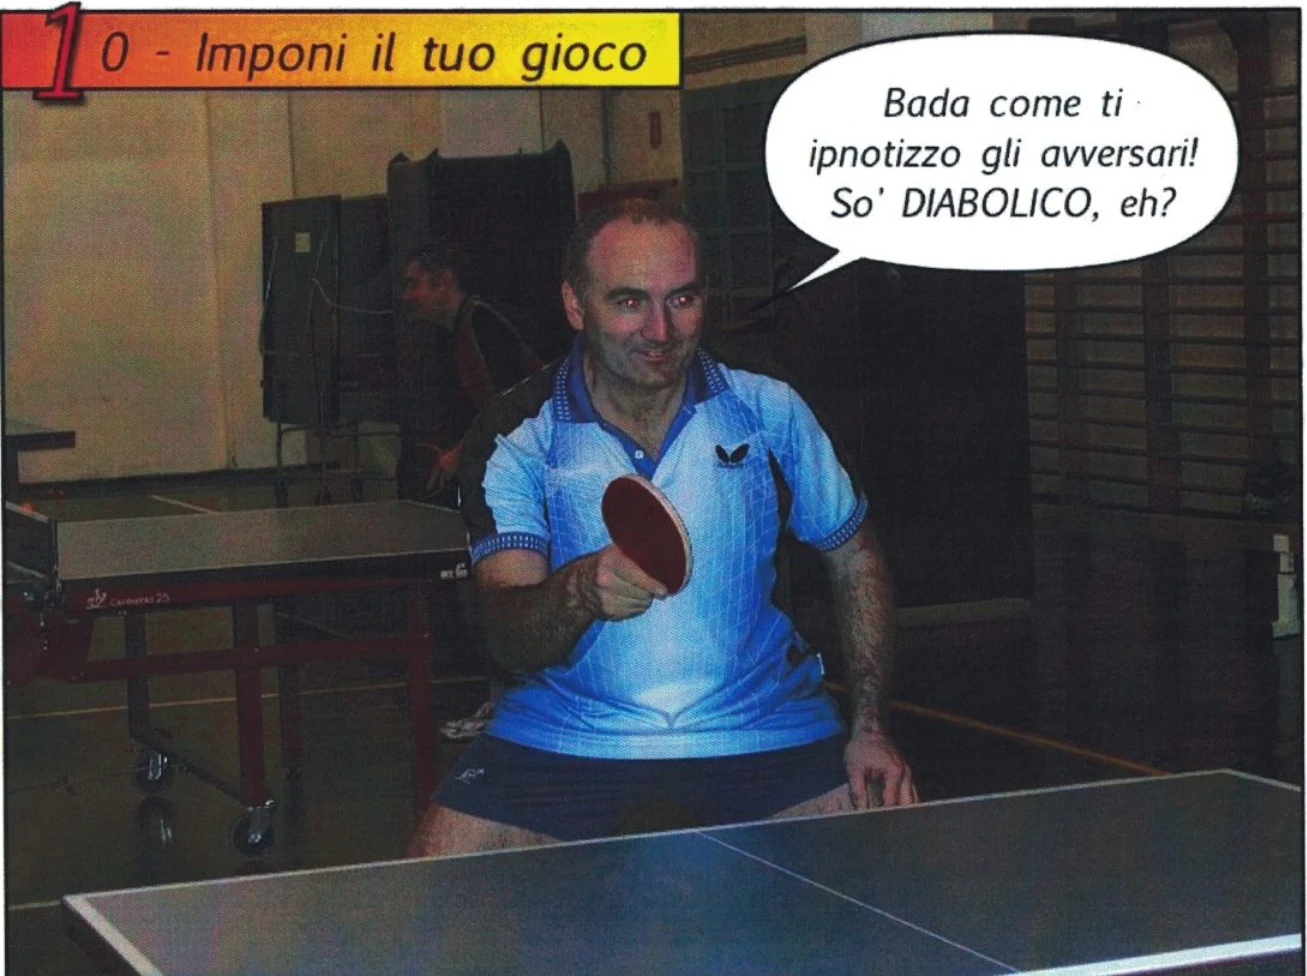 10 - Imponi il tuo gioco
Bada come ti
ipnotizzo gli avversari!
So' DIABOLICO, eh?